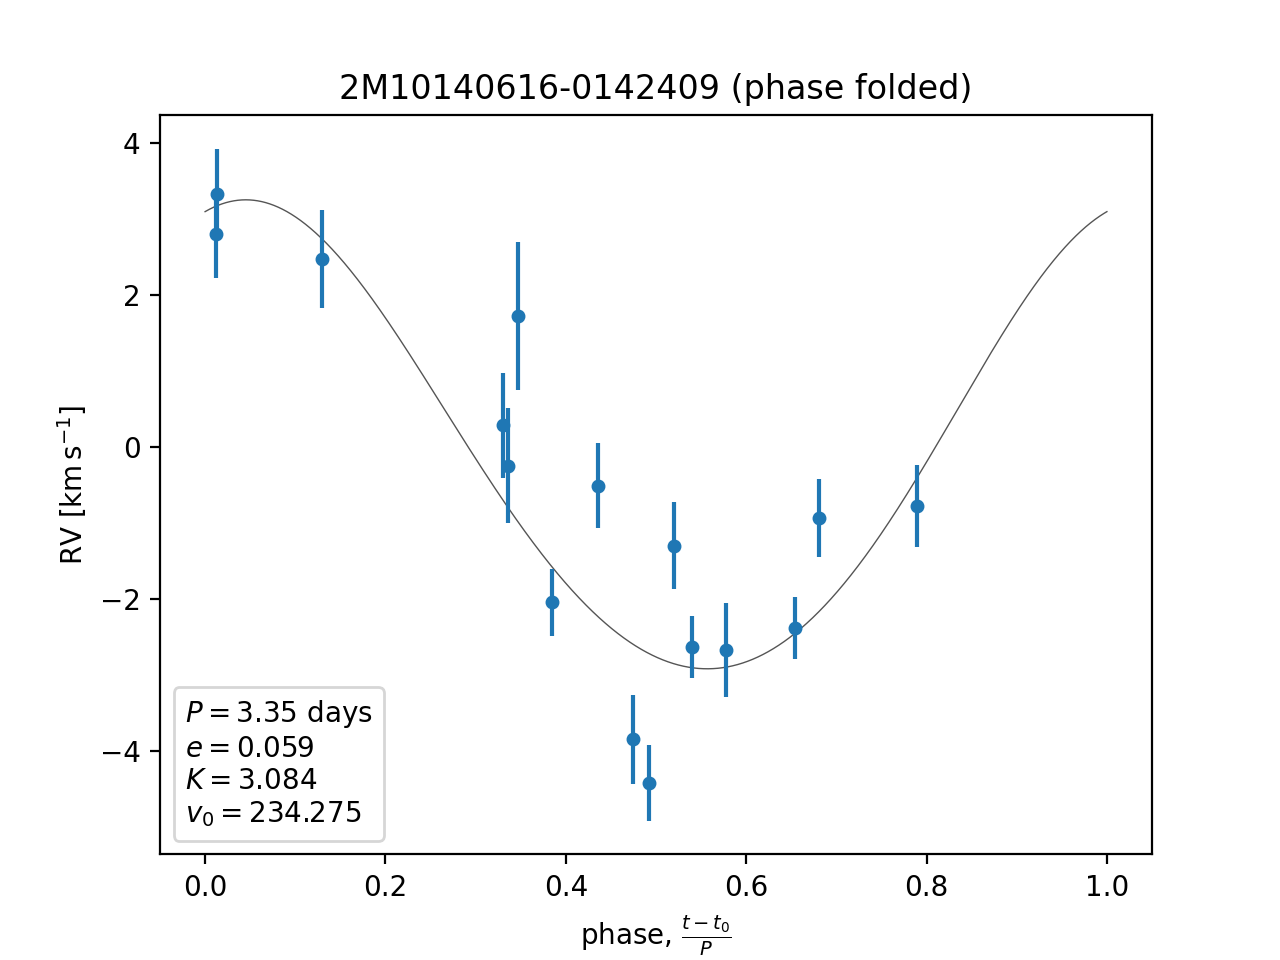 2M10140616-0142409 (phase folded)
RV [km s⁻¹]
4
2
0
−2
−4
P = 3.35 days
e = 0.059
K = 3.084
v₀ = 234.275
0.0 0.2 0.4 0.6 0.8 1.0
phase, (t − t₀)/P